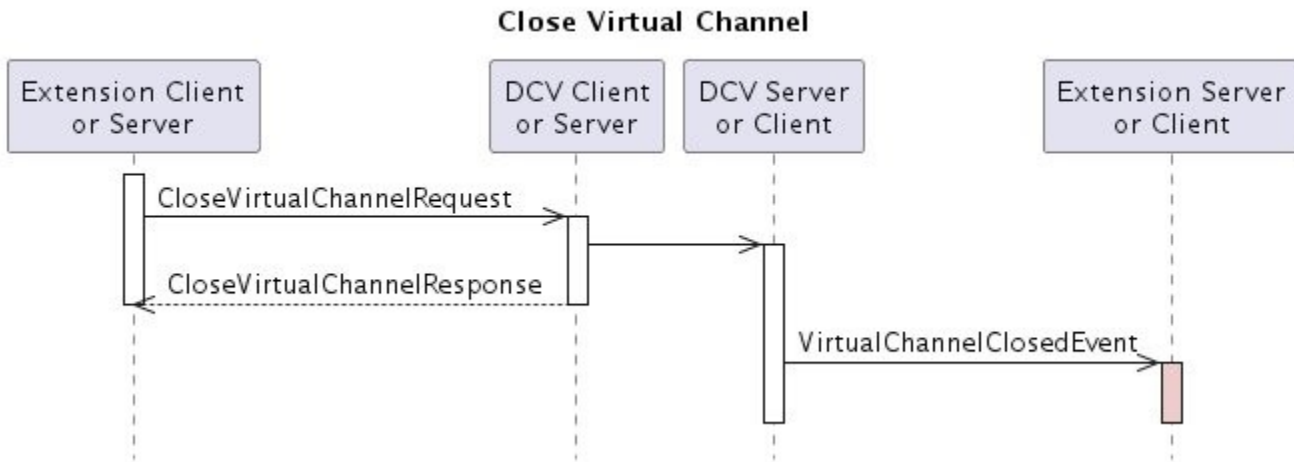 Close Virtual Channel
Extension Client
or Server
DCV Client
or Server
DCV Server
or Client
Extension Server
or Client
CloseVirtualChannelRequest
CloseVirtualChannelResponse
VirtualChannelClosedEvent